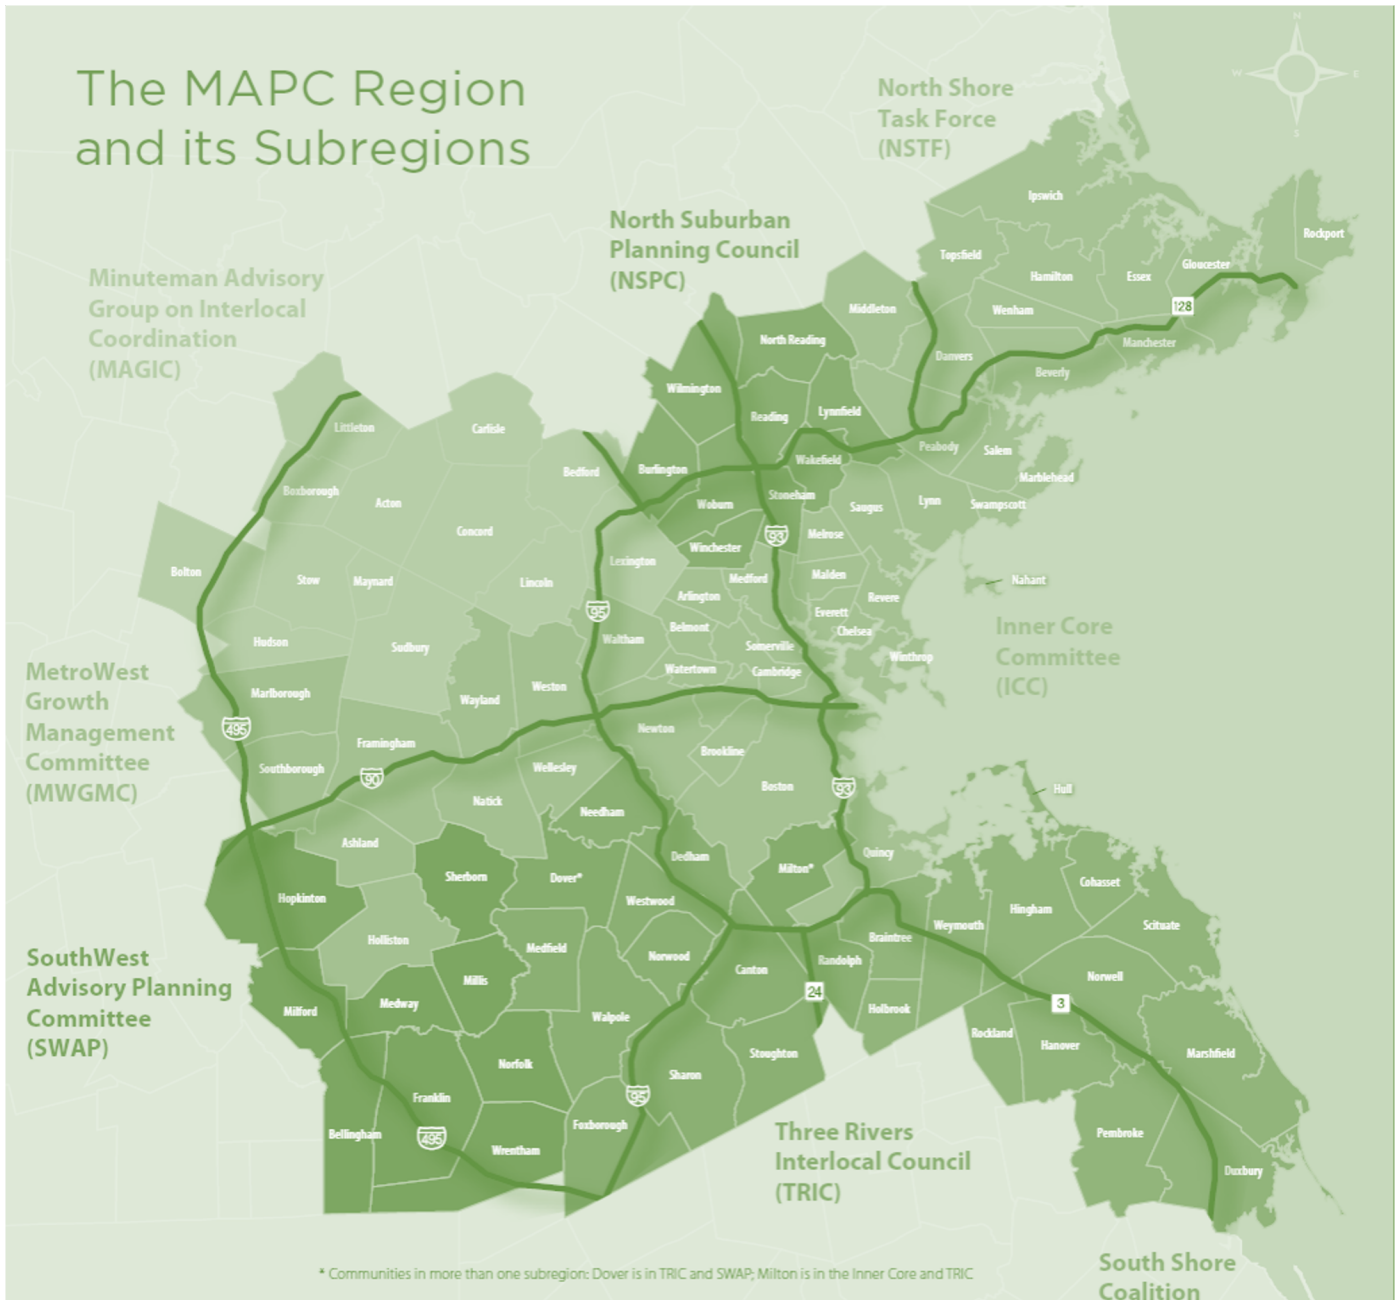 The MAPC Region
and its Subregions
N
W
E
S
North Shore
Task Force
(NSTF)
North Suburban
Planning Council
(NSPC)
Minuteman Advisory
Group on Interlocal
Coordination
(MAGIC)
Ipswich
Rockport
Topsfield
Gloucester
Hamilton
Essex
128
Middleton
Wenham
North Reading
Manchester
Danvers
Beverly
Wilmington
Reading
Lynnfield
Littleton
Carlisle
Peabody
Salem
Wakefield
Bedford
Burlington
Marblehead
Boxborough
Acton
Woburn
Stoneham
Saugus
Lynn
Swampscott
Concord
93
Melrose
Winchester
Lexington
Bolton
Stow
Maynard
Lincoln
Medford
Malden
Nahant
Arlington
Revere
95
Everett
Belmont
Chelsea
Hudson
Sudbury
Waltham
Somerville
Winthrop
Inner Core
Committee
(ICC)
Watertown
Cambridge
MetroWest
Growth
Management
Committee
(MWGMC)
Marlborough
Wayland
Weston
495
Framingham
Newton
Brookline
Southborough
90
Wellesley
Boston
93
Hull
Natick
Needham
Ashland
Dedham
Quincy
Sherborn
Dover*
Milton*
Cohasset
Hopkinton
Westwood
Hingham
Scituate
Weymouth
Holliston
Medfield
Braintree
Norwood
Randolph
Canton
Norwell
SouthWest
Advisory Planning
Committee
(SWAP)
Millis
24
3
Medway
Milford
Walpole
Holbrook
Rockland
Hanover
Marshfield
Stoughton
Norfolk
Sharon
Franklin
95
Foxborough
Bellingham
495
Wrentham
Pembroke
Duxbury
Three Rivers
Interlocal Council
(TRIC)
South Shore
Coalition
* Communities in more than one subregion: Dover is in TRIC and SWAP; Milton is in the Inner Core and TRIC